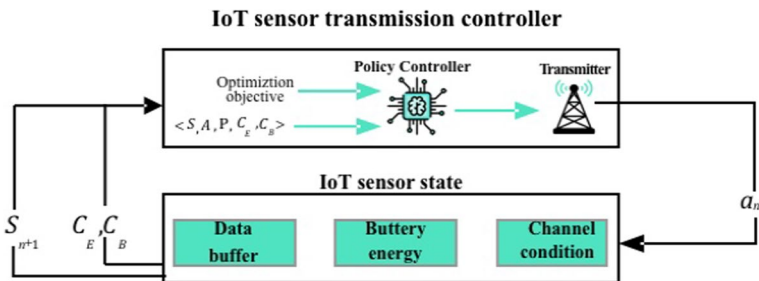 IoT sensor transmission controller
Policy Controller
Transmitter
Optimiztion
objective
<S,A,P,C_E,C_B>
IoT sensor state
Data
buffer
Buttery
energy
Channel
condition
S_n+1
C_E,C_B
a_n